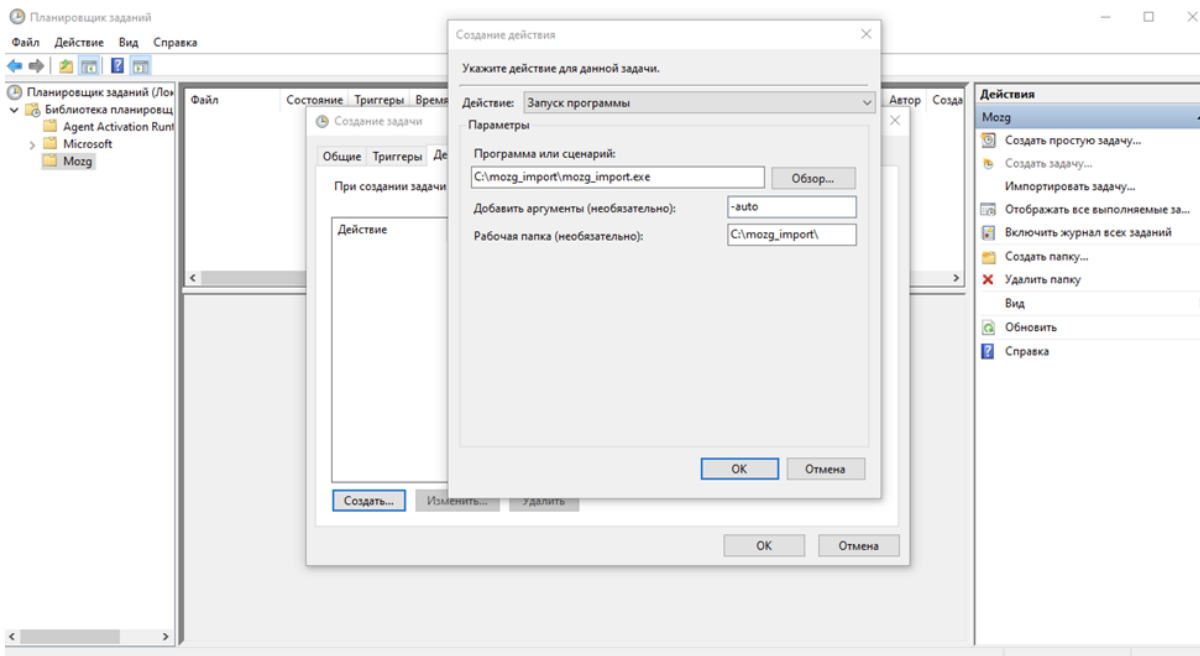 Планировщик заданий
Файл Действие Вид Справка
Планировщик заданий (Лок
Библиотека планировщ
Agent Activation Runt
Microsoft
Mozg
Файл Состояние Триггеры Время
Автор Созда
Создание задачи
Общие Триггеры Де
При создании задачи
Действие
Создать... Изменить... Удалить
ОК Отмена
Создание действия
Укажите действие для данной задачи.
Действие: Запуск программы
Параметры
Программа или сценарий:
C:\mozg_import\mozg_import.exe Обзор...
Добавить аргументы (необязательно): -auto
Рабочая папка (необязательно): C:\mozg_import\
ОК Отмена
Действия
Mozg
Создать простую задачу...
Создать задачу...
Импортировать задачу...
Отображать все выполняемые за...
Включить журнал всех заданий
Создать папку...
Удалить папку
Вид
Обновить
Справка